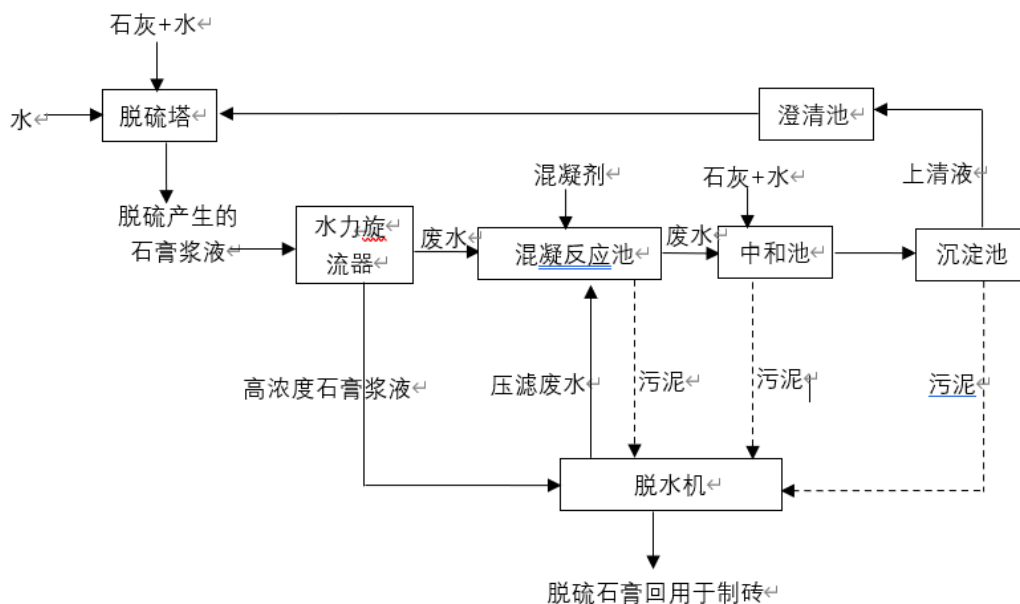 石灰+水
水
脱硫塔
澄清池
混凝剂
石灰+水
上清液
脱硫产生的
石膏浆液
水力旋
流器
废水
混凝反应池
废水
中和池
沉淀池
高浓度石膏浆液
压滤废水
污泥
污泥
污泥
脱水机
脱硫石膏回用于制砖